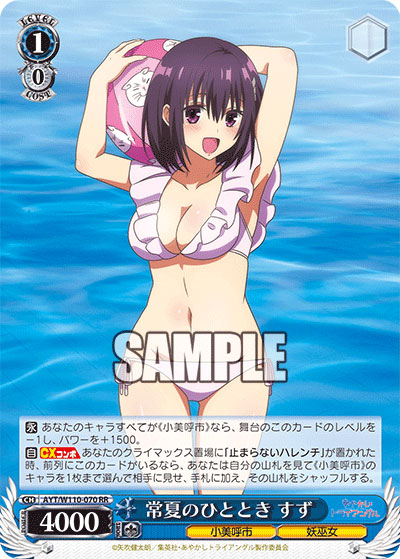 LEVEL
1
0
COST
SAMPLE
永 あなたのキャラすべてが《小美呼市》なら、舞台のこのカードのレベルを
-1し、パワーを+1500。
自 CXコンボ あなたのクライマックス置場に「止まらないハレンチ」が置かれた
時、前列にこのカードがいるなら、あなたは自分の山札を見て《小美呼市》の
キャラを1枚まで選んで相手に見せ、手札に加え、その山札をシャッフルする。
CH AYT/W110-070 RR
4000
常夏のひととき すず
小美呼市 妖巫女
©矢吹健太朗/集英社・あやかしトライアングル製作委員会